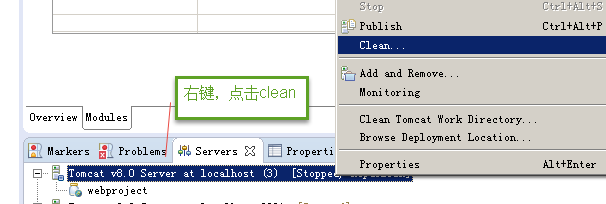 Stop Ctrl+Alt+S
Publish Ctrl+Alt+P
Clean...
Add and Remove...
Monitoring
Clean Tomcat Work Directory...
Browse Deployment Location...
Properties Alt+Enter
右键，点击clean
Overview Modules
Markers Problems Servers Properti
Tomcat v8.0 Server at localhost (3) [Stopped
webproject